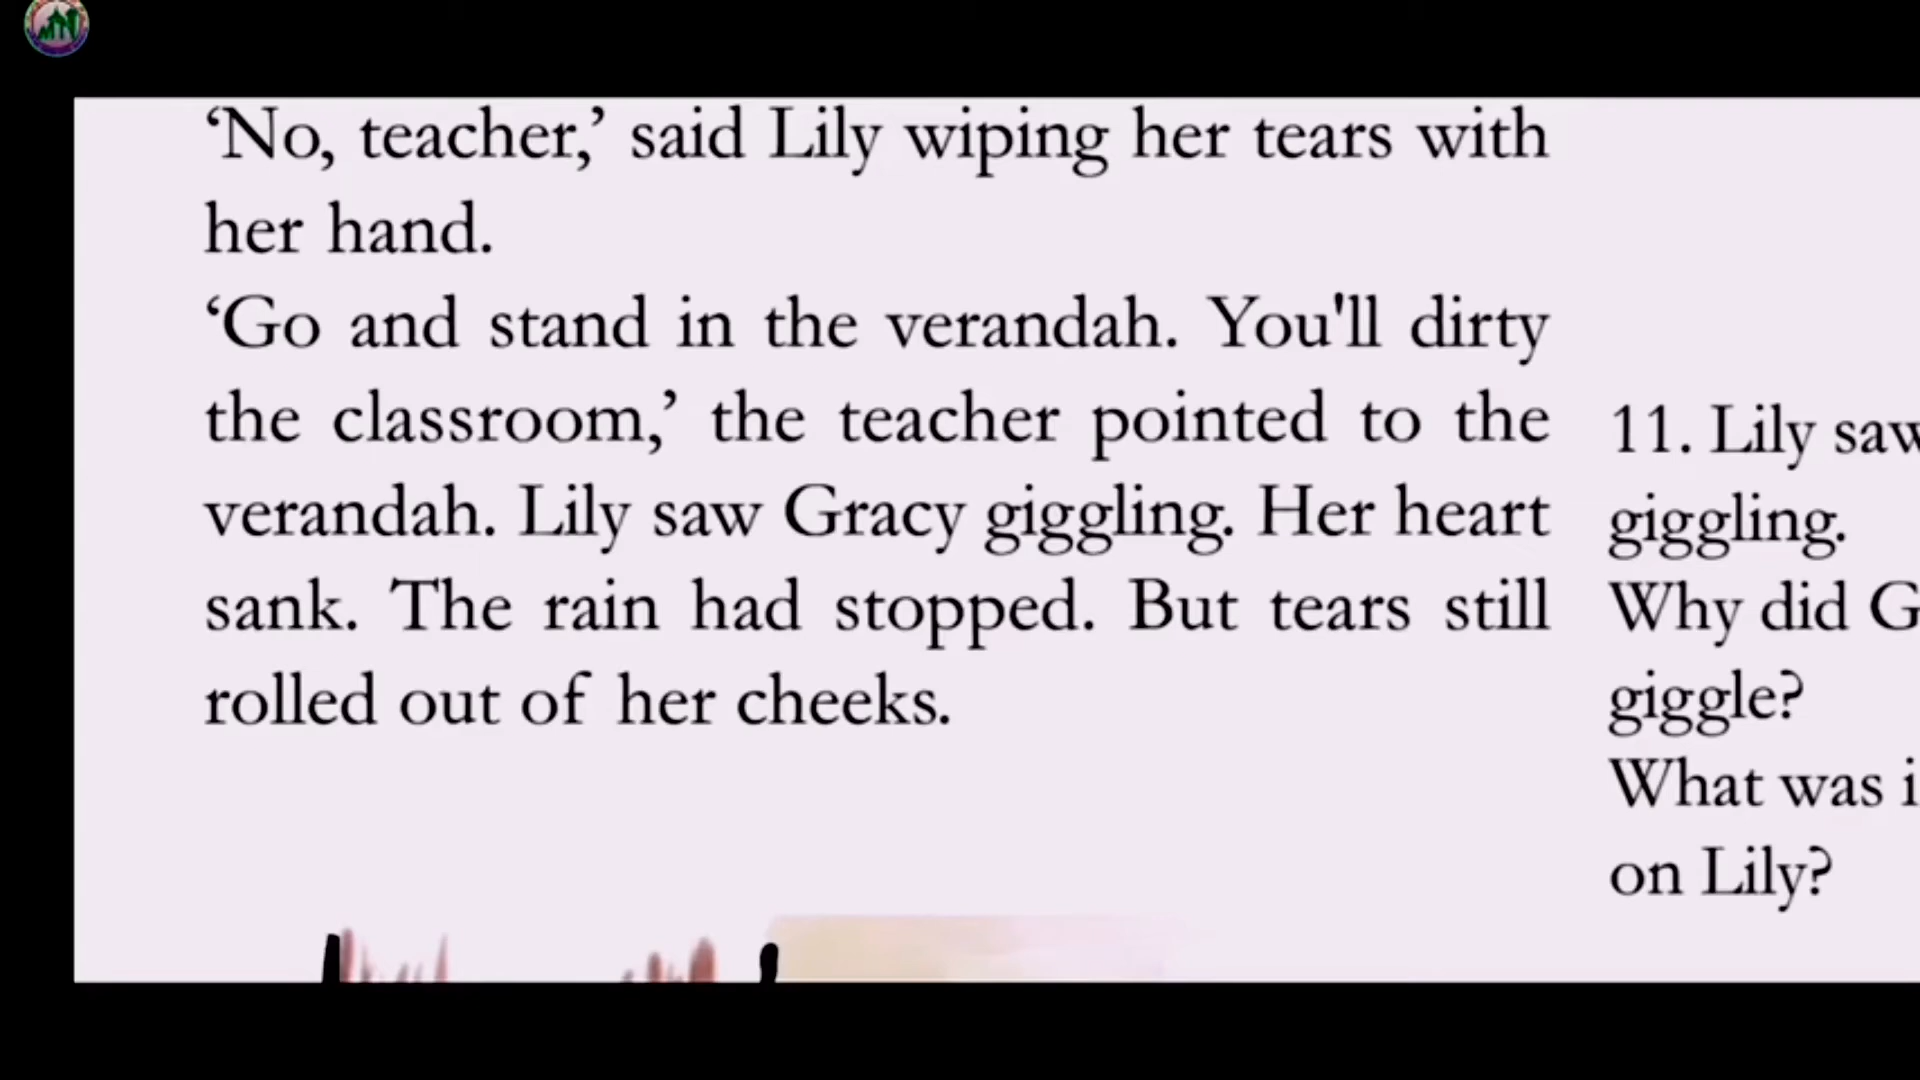 ‘No, teacher,’ said Lily wiping her tears with
her hand.
‘Go and stand in the verandah. You'll dirty
the classroom,’ the teacher pointed to the
verandah. Lily saw Gracy giggling. Her heart
sank. The rain had stopped. But tears still
rolled out of her cheeks.
11. Lily saw
giggling.
Why did
giggle?
What was
on Lily?